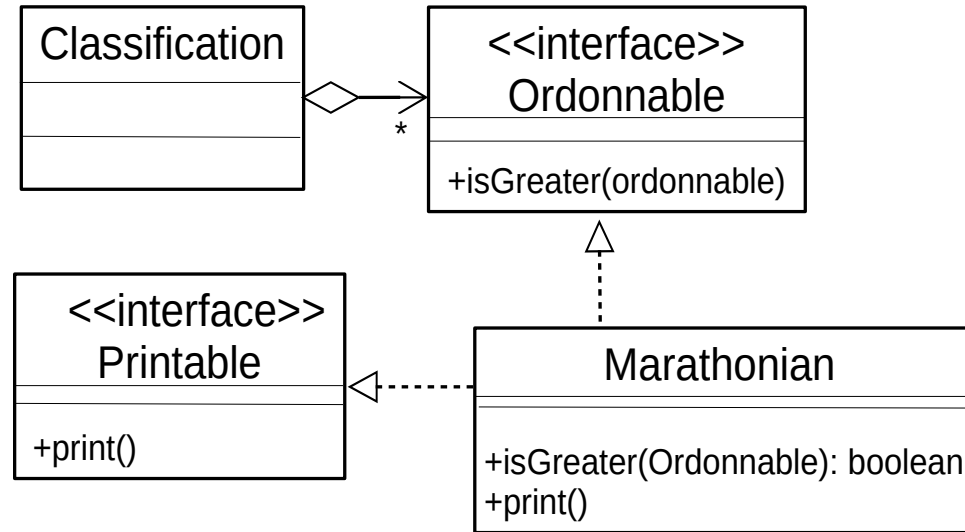 Classification
<<interface>>
Ordonnable
*
+isGreater(ordonnable)
<<interface>>
Printable
+print()
Marathonian
+isGreater(Ordonnable): boolean
+print()